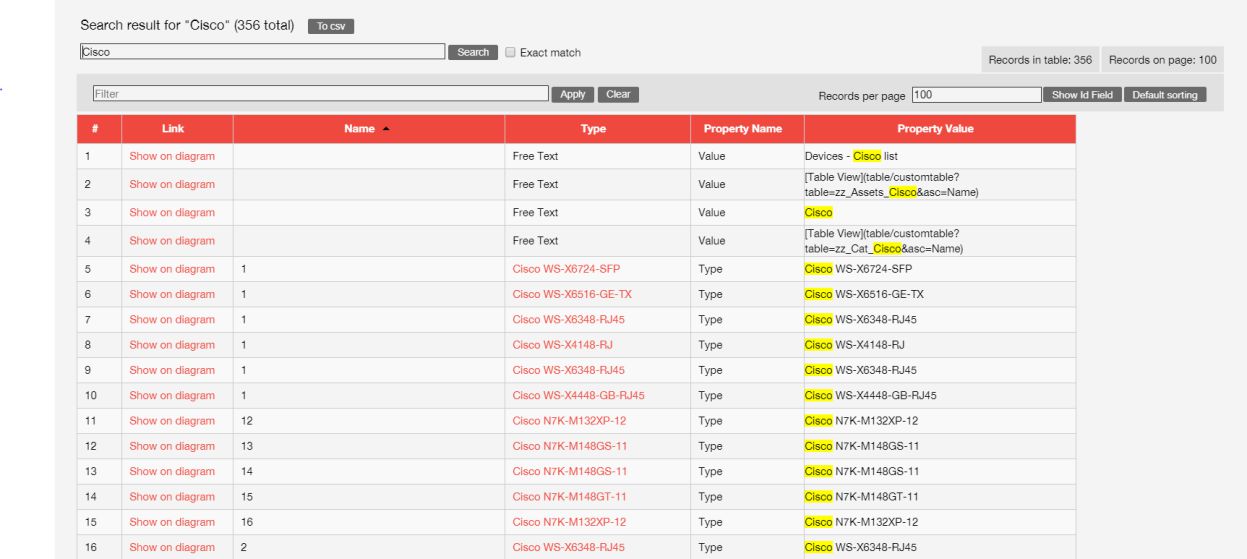 Search result for "Cisco" (356 total) To csv
Cisco Search Exact match
Records in table: 356 Records on page: 100
Filter Apply Clear Records per page 100 Show Id Field Default sorting
# Link Name Type Property Name Property Value
1 Show on diagram Free Text Value Devices - Cisco list
2 Show on diagram Free Text Value [Table View](table/customtable?
table=zz_Assets_Cisco&asc=Name)
3 Show on diagram Free Text Value Cisco
4 Show on diagram Free Text Value [Table View](table/customtable?
table=zz_Cat_Cisco&asc=Name)
5 Show on diagram 1 Cisco WS-X6724-SFP Type Cisco WS-X6724-SFP
6 Show on diagram 1 Cisco WS-X6516-GE-TX Type Cisco WS-X6516-GE-TX
7 Show on diagram 1 Cisco WS-X6348-RJ45 Type Cisco WS-X6348-RJ45
8 Show on diagram 1 Cisco WS-X4148-RJ Type Cisco WS-X4148-RJ
9 Show on diagram 1 Cisco WS-X6348-RJ45 Type Cisco WS-X6348-RJ45
10 Show on diagram 1 Cisco WS-X4448-GB-RJ45 Type Cisco WS-X4448-GB-RJ45
11 Show on diagram 12 Cisco N7K-M132XP-12 Type Cisco N7K-M132XP-12
12 Show on diagram 13 Cisco N7K-M148GS-11 Type Cisco N7K-M148GS-11
13 Show on diagram 14 Cisco N7K-M148GS-11 Type Cisco N7K-M148GS-11
14 Show on diagram 15 Cisco N7K-M148GT-11 Type Cisco N7K-M148GT-11
15 Show on diagram 16 Cisco N7K-M132XP-12 Type Cisco N7K-M132XP-12
16 Show on diagram 2 Cisco WS-X6348-RJ45 Type Cisco WS-X6348-RJ45